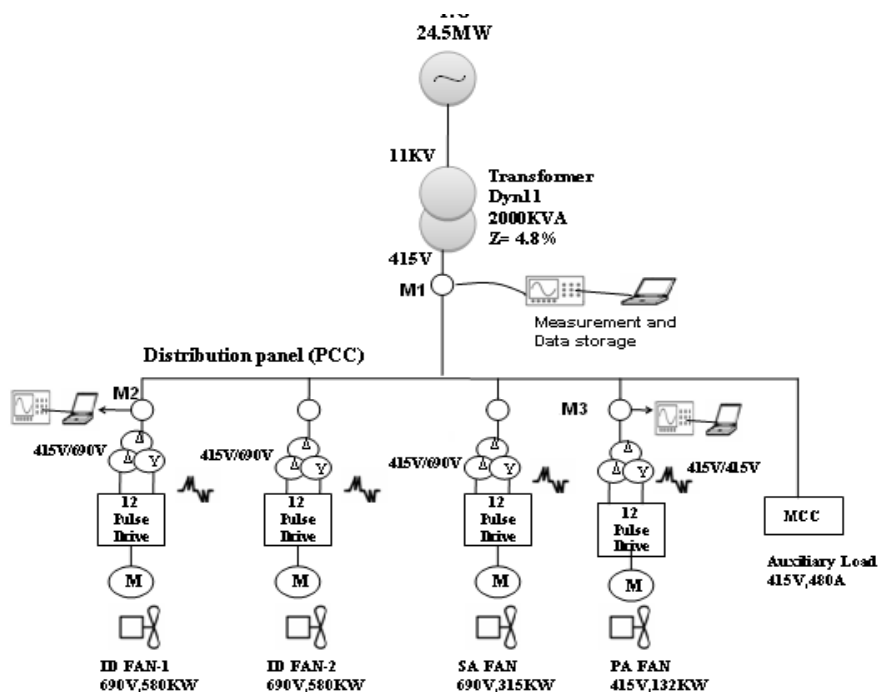 24.5MW
11KV
Transformer
Dyn11
2000KVA
Z= 4.8%
415V
M1
Measurement and
Data storage
Distribution panel (PCC)
M2
M3
415V/690V
415V/690V
415V/690V
415V/415V
Δ
Δ Y
Δ
Δ Y
Δ
Δ Y
Δ
Δ Y
12
Pulse
Drive
12
Pulse
Drive
12
Pulse
Drive
12
Pulse
Drive
MCC
M
M
M
M
Auxiliary Load
415V,480A
ID FAN-1
690V,580KW
ID FAN-2
690V,580KW
SA FAN
690V,315KW
PA FAN
415V,132KW